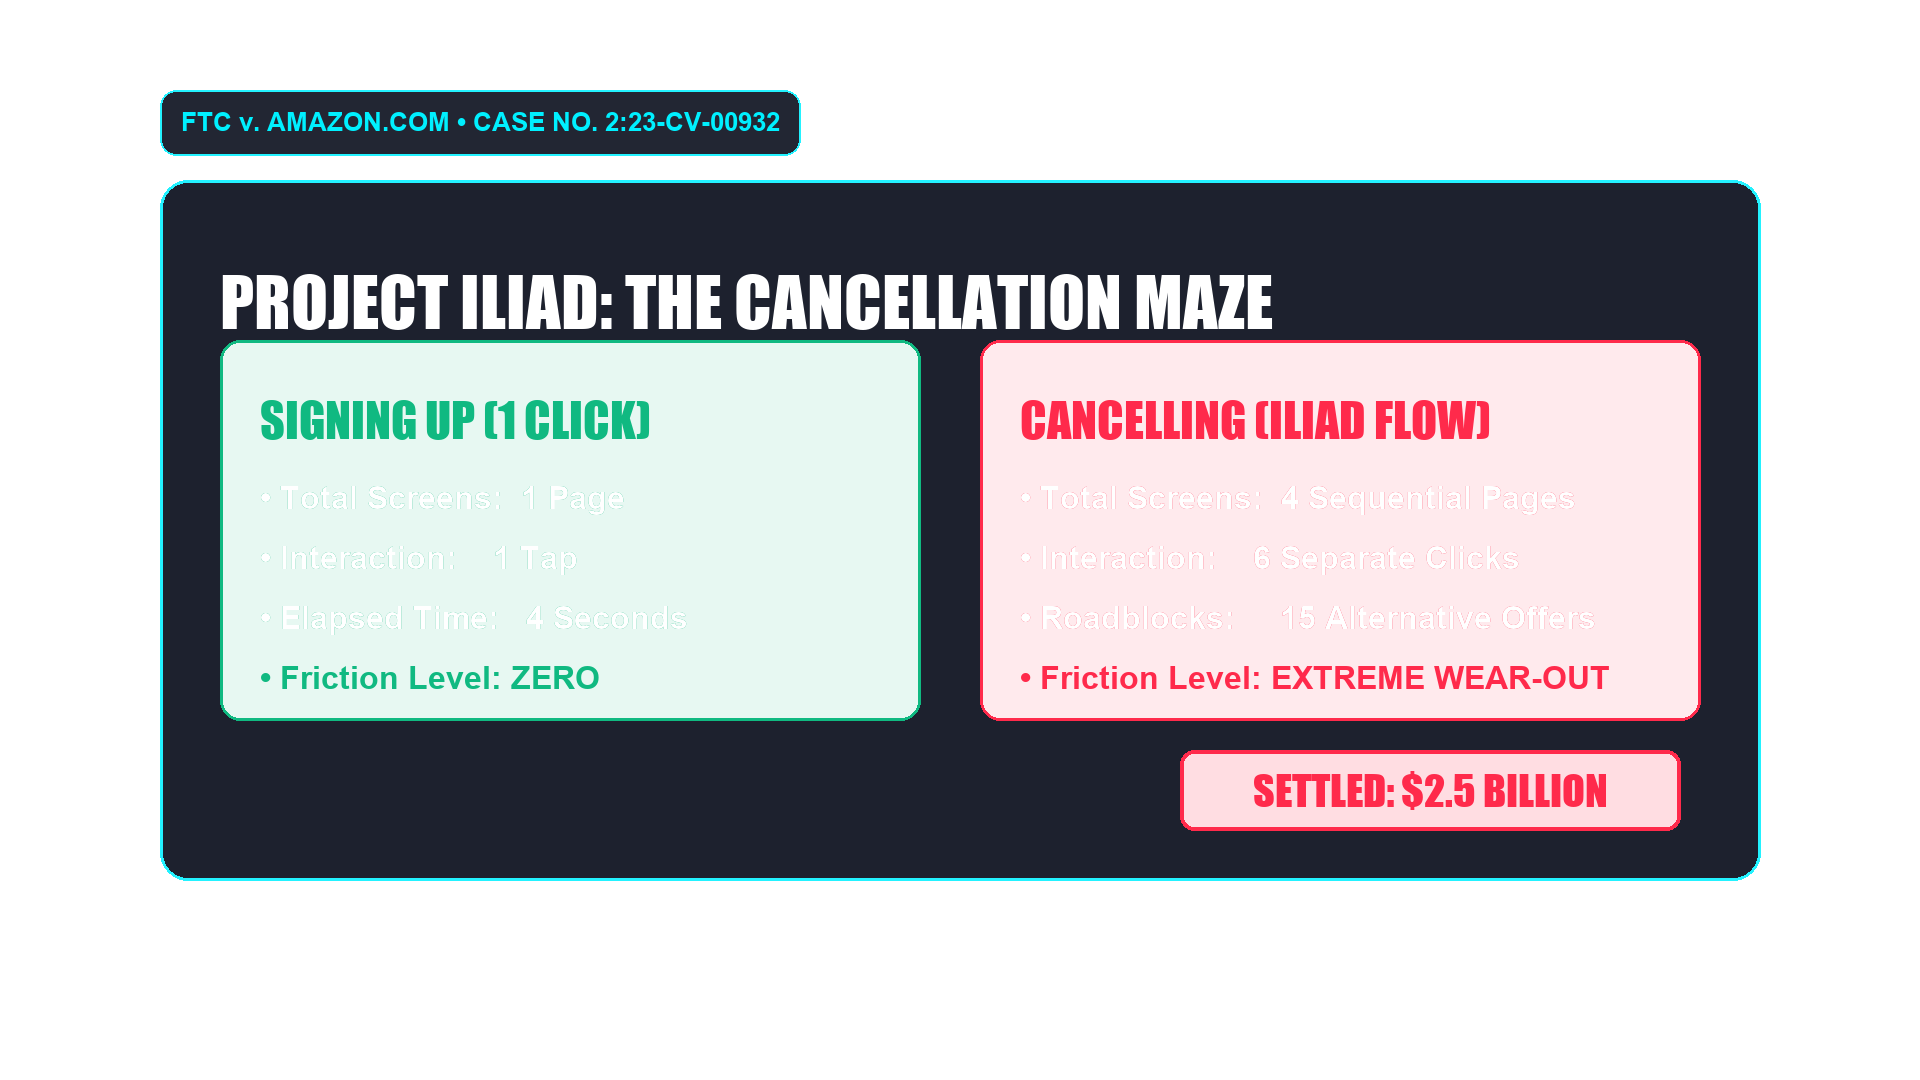 FTC v. AMAZON.COM • CASE NO. 2:23-CV-00932
PROJECT ILIAD: THE CANCELLATION MAZE
SIGNING UP (1 CLICK)
• Total Screens: 1 Page
• Interaction: 1 Tap
• Elapsed Time: 4 Seconds
• Friction Level: ZERO
CANCELLING (ILIAD FLOW)
• Total Screens: 4 Sequential Pages
• Interaction: 6 Separate Clicks
• Roadblocks: 15 Alternative Offers
• Friction Level: EXTREME WEAR-OUT
SETTLED: $2.5 BILLION